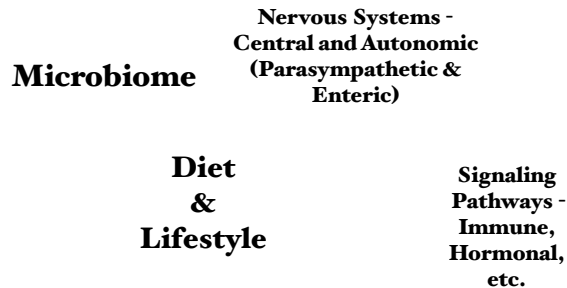 Nervous Systems -
Central and Autonomic
(Parasympathetic &
Enteric)
Microbiome
Diet
&
Lifestyle
Signaling
Pathways -
Immune,
Hormonal,
etc.